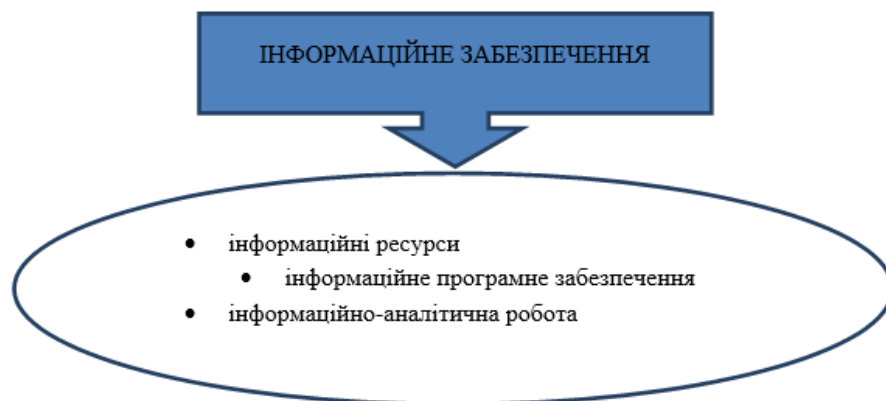 ІНФОРМАЦІЙНЕ ЗАБЕЗПЕЧЕННЯ
• інформаційні ресурси
• інформаційне програмне забезпечення
• інформаційно-аналітична робота